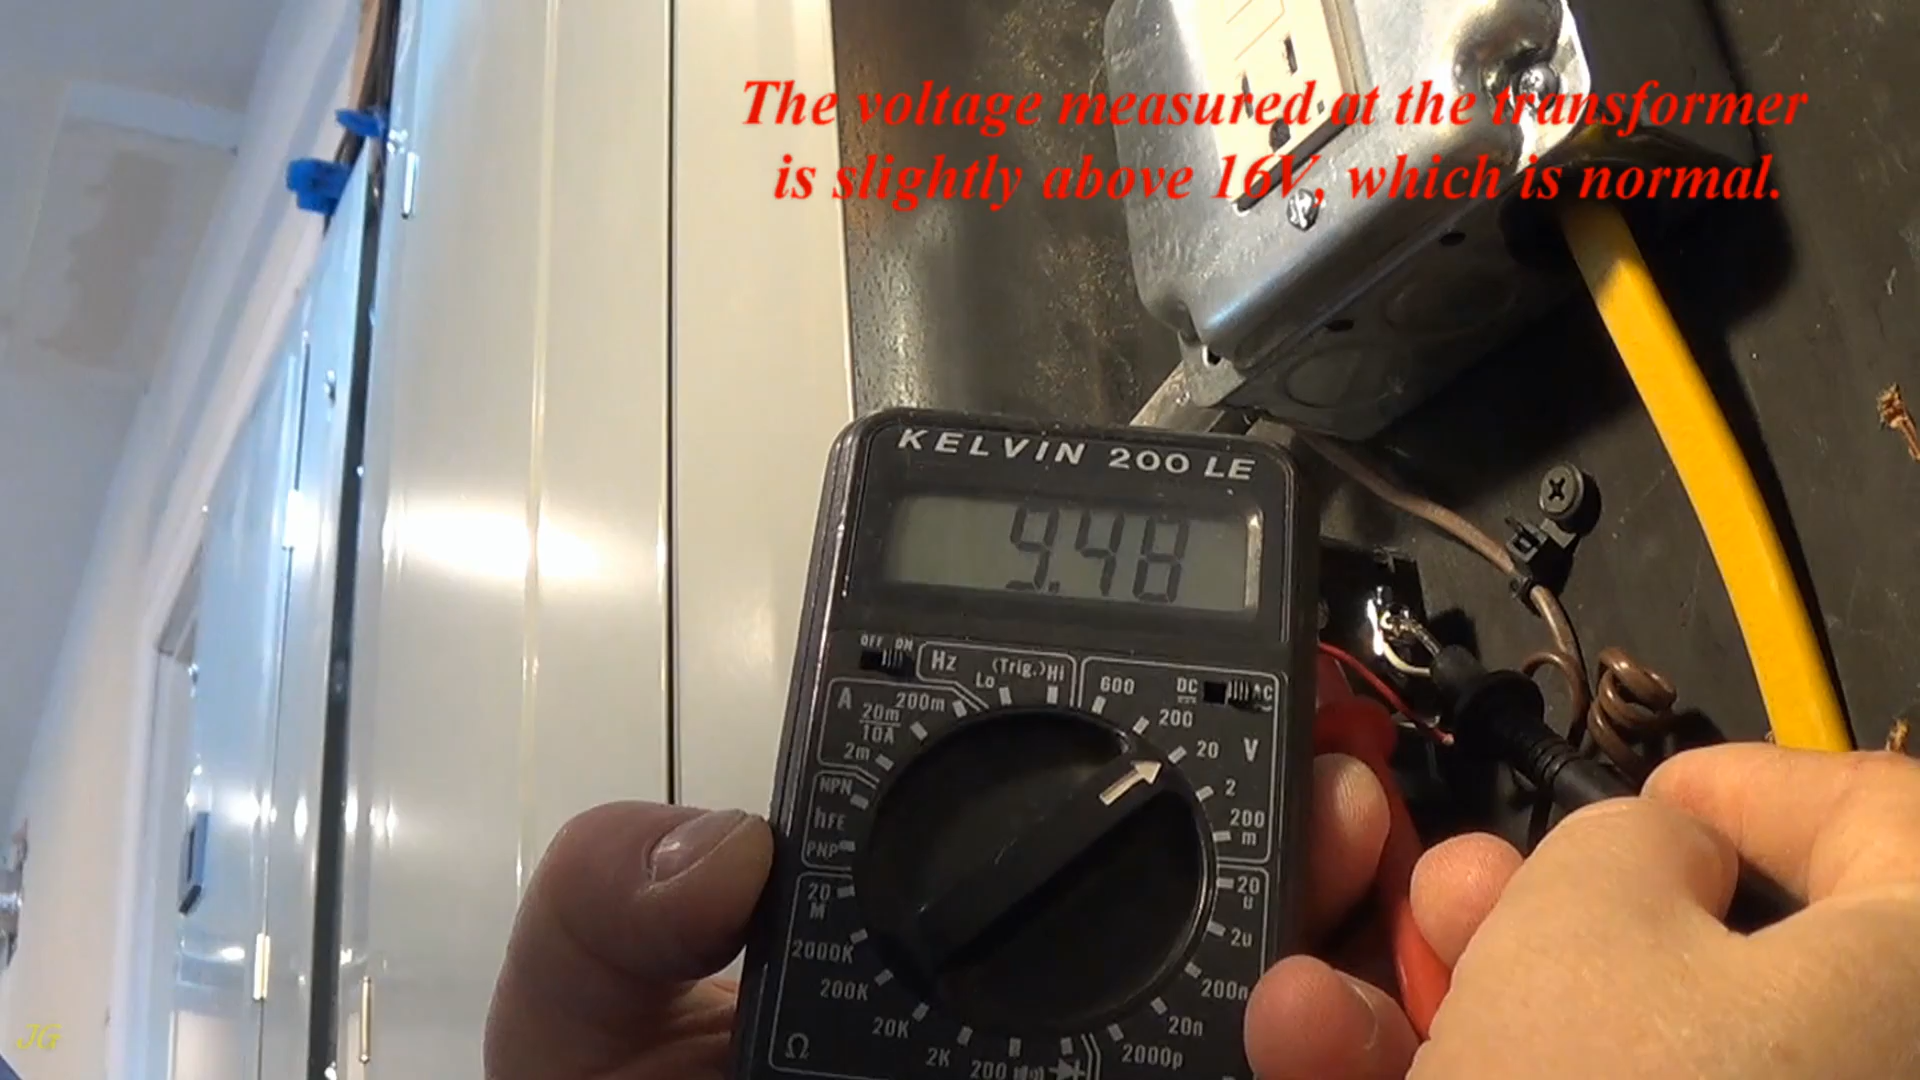 The voltage measured at the transformer
is slightly above 16V, which is normal.
KELVIN 200 LE
9.48
OFF ON
Hz (Trig.) Hi
Lo
600 DC AC
A 200m
200
20m
10A
20 V
2m
2
NPN
200
m
hFE
PNP
20
M
20
u
2u
2000K
200K
200n
20K
20n
2K
2000p
Ω
200
JG